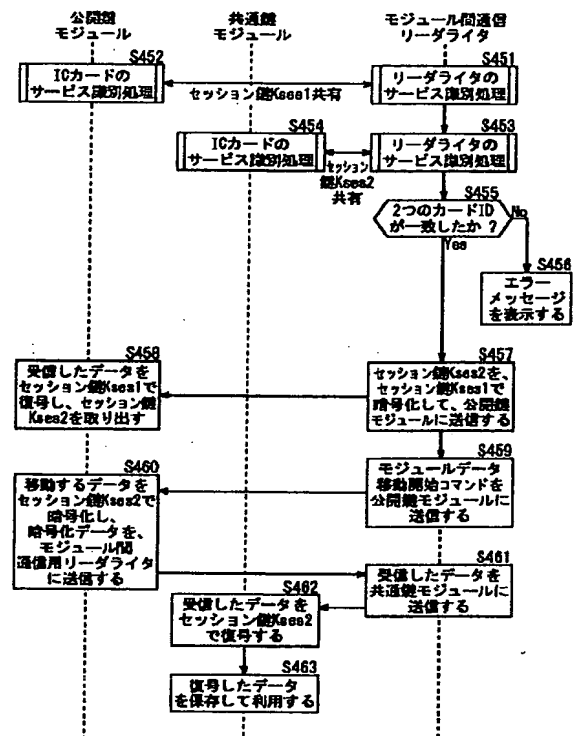 公開鍵
モジュール
共通鍵
モジュール
モジュール間通信
リーダライタ
S452
ICカードの
サービス識別処理
セッション鍵Kses1共有
S451
リーダライタの
サービス識別処理
S454
ICカードの
サービス識別処理
セッション
鍵Kses2
共有
S453
リーダライタの
サービス識別処理
S455
2つのカードID
が一致したか ?
No
Yes
S456
エラー
メッセージ
を表示する
S458
受信したデータを
セッション鍵Kses1で
復号し、セッション鍵
Kses2を取り出す
S457
セッション鍵Kses2を、
セッション鍵Kses1で
暗号化して、公開鍵
モジュールに送信する
S459
モジュールデータ
移動開始コマンドを
公開鍵モジュールに
送信する
S460
移動するデータを
セッション鍵Kses2で
暗号化し、
暗号化データを、
モジュール間
通信用リーダライタ
に送信する
S461
受信したデータを
共通鍵モジュールに
送信する
S462
受信したデータを
セッション鍵Kses2
で復号する
S463
復号したデータ
を保存して利用する